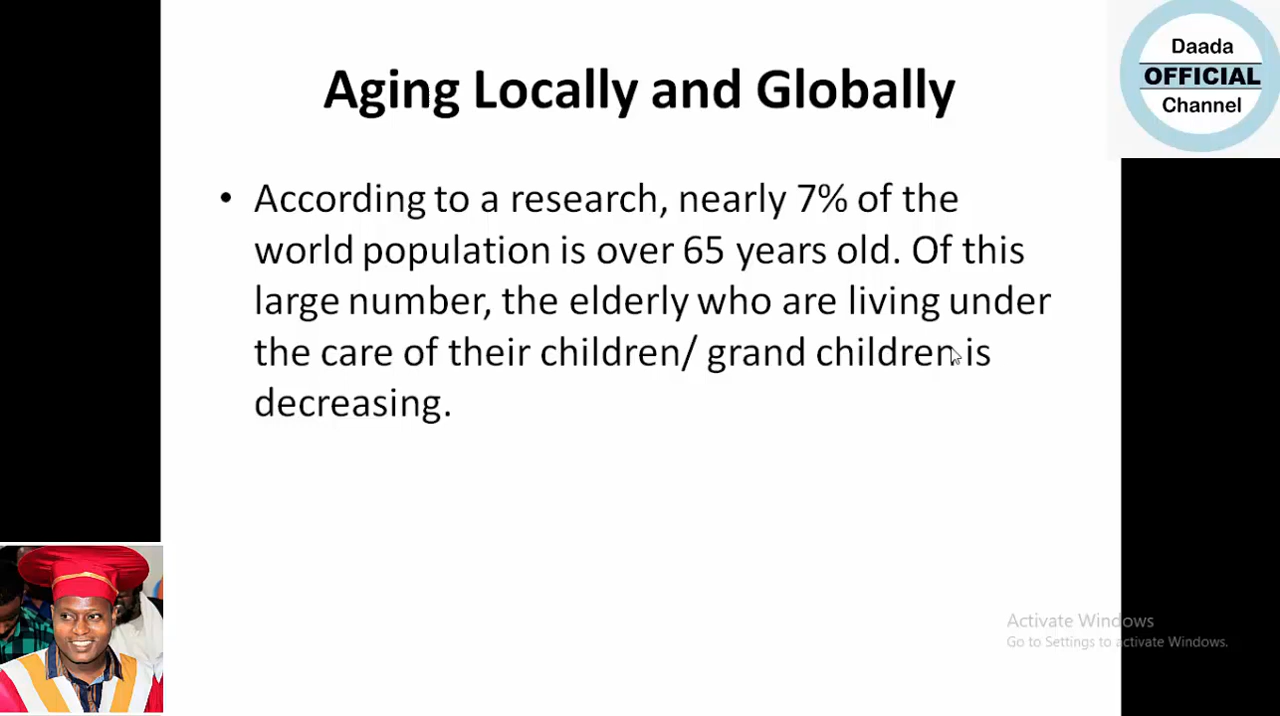 Aging Locally and Globally
Daada
OFFICIAL
Channel
• According to a research, nearly 7% of the
world population is over 65 years old. Of this
large number, the elderly who are living under
the care of their children/ grand children is
decreasing.
Activate Windows
Go to Settings to activate Windows.